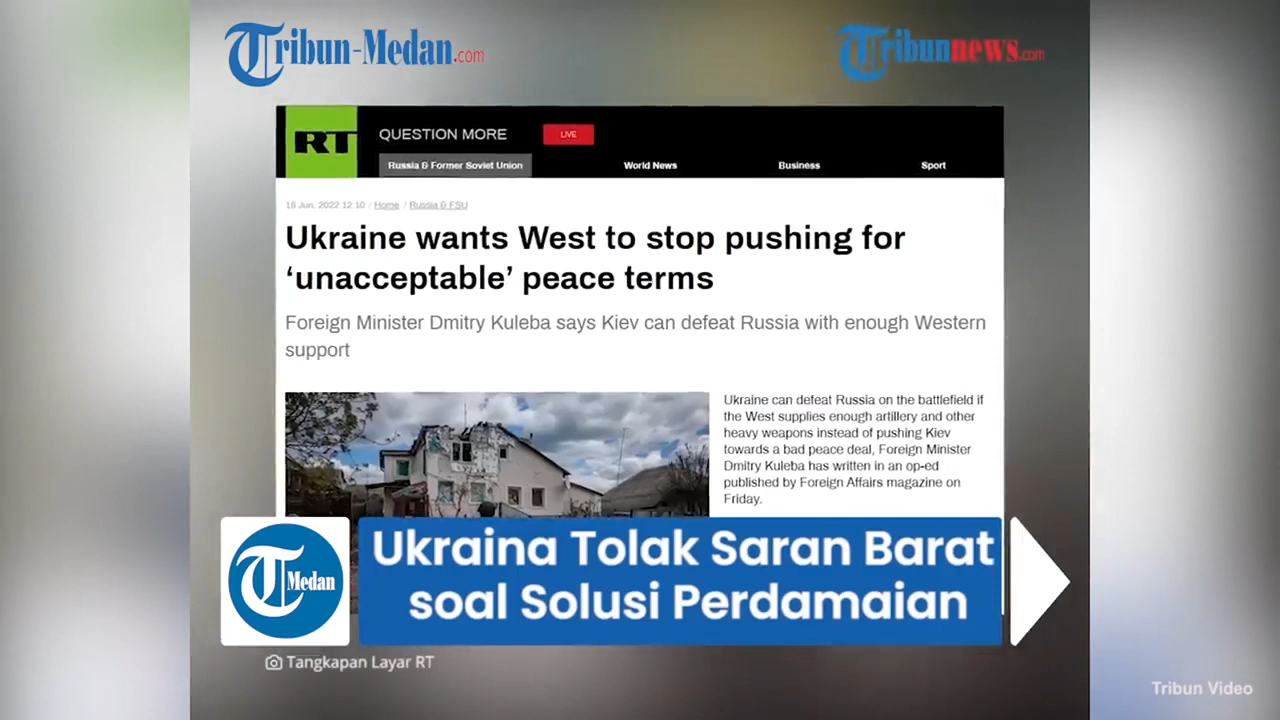 Tribun-Medan.com
Tribunnews.com
RT
QUESTION MORE
LIVE
Russia & Former Soviet Union
World News
Business
Sport
18 Jun, 2022 12:10 / Home / Russia & FSU
Ukraine wants West to stop pushing for
‘unacceptable’ peace terms
Foreign Minister Dmitry Kuleba says Kiev can defeat Russia with enough Western
support
Ukraine can defeat Russia on the battlefield if
the West supplies enough artillery and other
heavy weapons instead of pushing Kiev
towards a bad peace deal, Foreign Minister
Dmitry Kuleba has written in an op-ed
published by Foreign Affairs magazine on
Friday.
T Medan
Ukraina Tolak Saran Barat
soal Solusi Perdamaian
Tangkapan Layar RT
Tribun Video